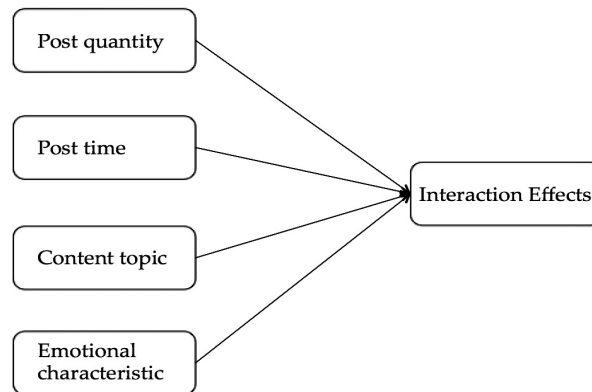 Post quantity
Post time
Interaction Effects
Content topic
Emotional
characteristic